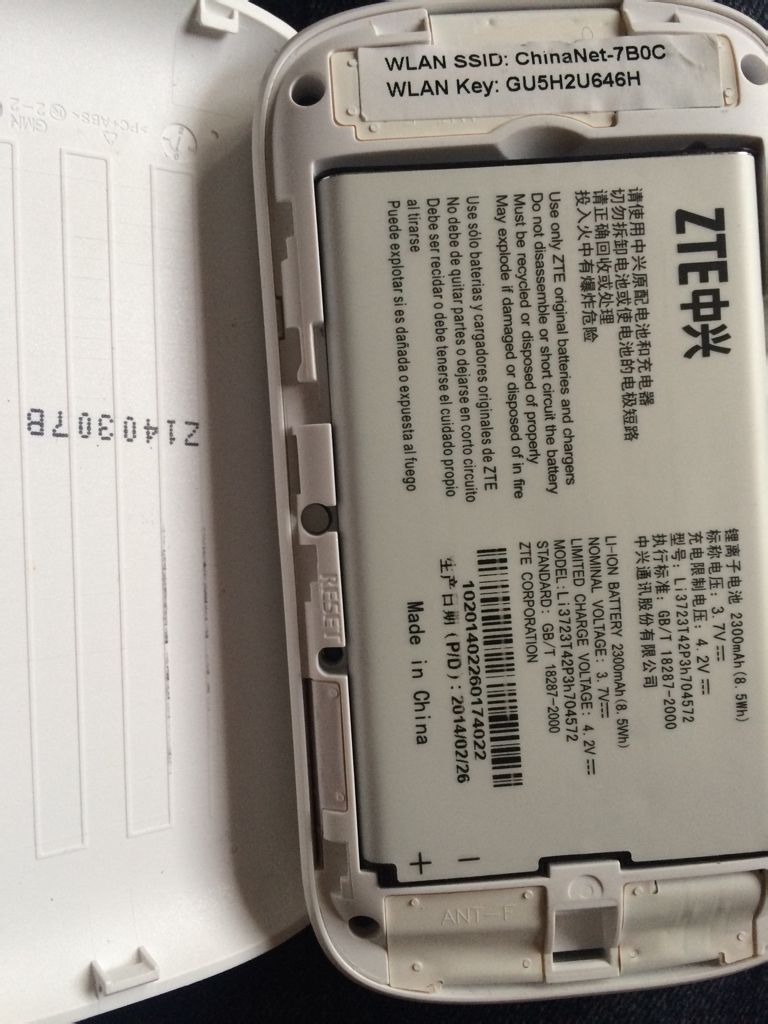 WLAN SSID: ChinaNet-7B0C
WLAN Key: GU5H2U646H
ZTE中兴
请使用中兴原配电池和充电器
切勿拆卸电池或使电池的电极短路
请正确回收或处理
投入火中有爆炸危险
Use only ZTE original batteries and chargers
Do not disassemble or short circuit the battery
Must be recycled or disposed of properly
May explode if damaged or disposed of in fire
Use sólo baterias y cargadores originales de ZTE
No debe de quitar partes o dejarse en corto circuito
Debe ser recidar o debe tenerse el cuidado propio
al tirarse
Puede explotar si es dañada o expuesta al fuego
锂离子电池 2300mAh(8.5Wh)
标称电压: 3.7V⎓
充电限制电压: 4.2V⎓
型号: Li3723T42P3h704572
执行标准: GB/T 18287-2000
中兴通讯股份有限公司
LI-ION BATTERY 2300mAh(8.5Wh)
NOMINAL VOLTAGE: 3.7V⎓
LIMITED CHARGE VOLTAGE: 4.2V⎓
MODEL:Li3723T42P3h704572
STANDARD: GB/T 18287-2000
ZTE CORPORATION
10201402260174022
生产日期(P/D): 2014/02/26
Made in China
+ −
RESET
ANT-F
Z1403078
>PC+ABS< 2-2